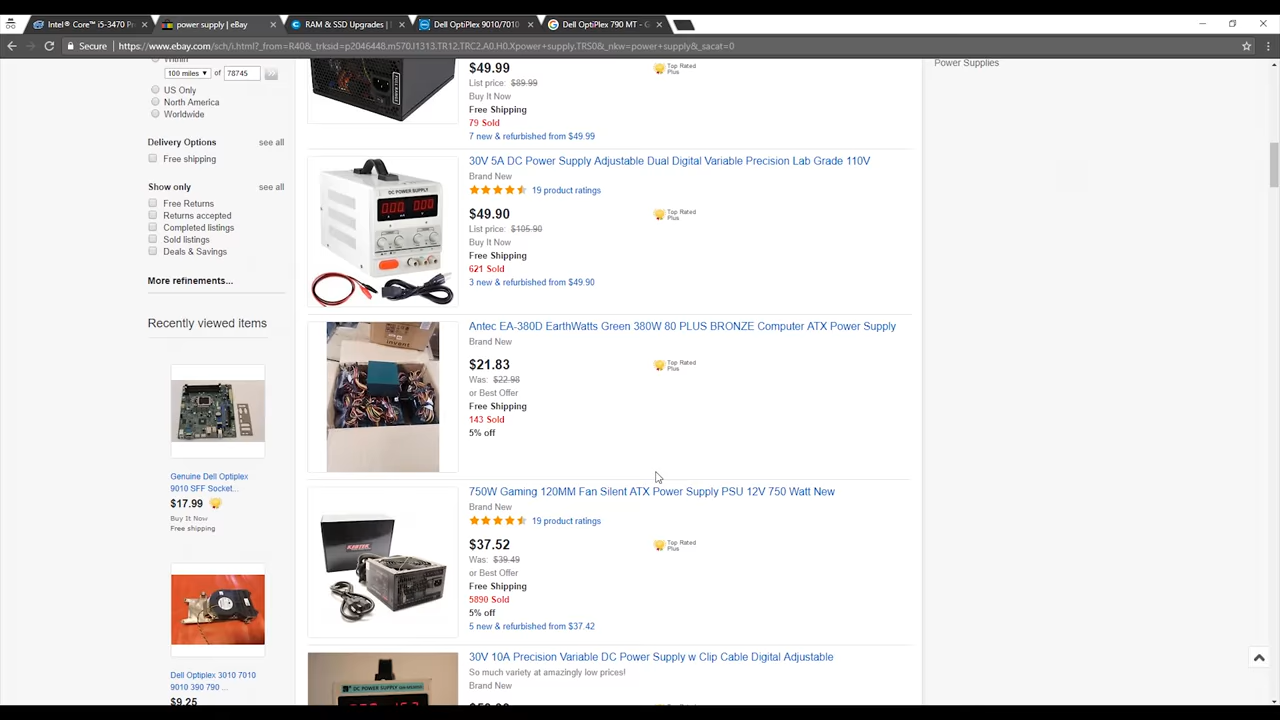 Intel® Core™ i5-3470 Pr
power supply | eBay
RAM & SSD Upgrades |
Dell OptiPlex 9010/7010
Dell OptiPlex 790 MT - G
Secure
https://www.ebay.com/sch/i.html?_from=R40&_trksid=p2046448.m570.l1313.TR12.TRC2.A0.H0.Xpower+supply.TRS0&_nkw=power+supply&_sacat=0
Within
100 miles of 78745
US Only
North America
Worldwide
Delivery Options see all
Free shipping
Show only see all
Free Returns
Returns accepted
Completed listings
Sold listings
Deals & Savings
More refinements...
Recently viewed items
Genuine Dell Optiplex
9010 SFF Socket...
$17.99
Buy It Now
Free shipping
Dell Optiplex 3010 7010
9010 390 790 ...
$9.25
$49.99
Top Rated
Plus
List price: $89.99
Buy It Now
Free Shipping
79 Sold
7 new & refurbished from $49.99
DC POWER SUPPLY
30V 5A DC Power Supply Adjustable Dual Digital Variable Precision Lab Grade 110V
Brand New
19 product ratings
$49.90
Top Rated
Plus
List price: $105.90
Buy It Now
Free Shipping
621 Sold
3 new & refurbished from $49.90
Antec EA-380D EarthWatts Green 380W 80 PLUS BRONZE Computer ATX Power Supply
Brand New
$21.83
Top Rated
Plus
Was: $22.98
or Best Offer
Free Shipping
143 Sold
5% off
750W Gaming 120MM Fan Silent ATX Power Supply PSU 12V 750 Watt New
Brand New
19 product ratings
$37.52
Top Rated
Plus
Was: $39.49
or Best Offer
Free Shipping
5890 Sold
5% off
5 new & refurbished from $37.42
DC POWER SUPPLY
30V 10A Precision Variable DC Power Supply w Clip Cable Digital Adjustable
So much variety at amazingly low prices!
Brand New
Power Supplies